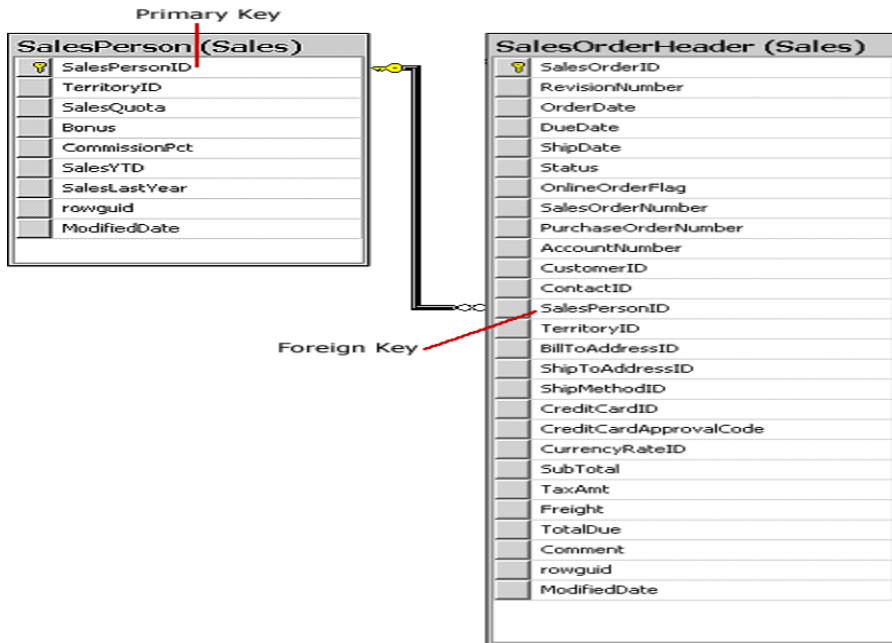 Primary Key
SalesPerson (Sales)
SalesPersonID
TerritoryID
SalesQuota
Bonus
CommissionPct
SalesYTD
SalesLastYear
rowguid
ModifiedDate
Foreign Key
SalesOrderHeader (Sales)
SalesOrderID
RevisionNumber
OrderDate
DueDate
ShipDate
Status
OnlineOrderFlag
SalesOrderNumber
PurchaseOrderNumber
AccountNumber
CustomerID
ContactID
SalesPersonID
TerritoryID
BillToAddressID
ShipToAddressID
ShipMethodID
CreditCardID
CreditCardApprovalCode
CurrencyRateID
SubTotal
TaxAmt
Freight
TotalDue
Comment
rowguid
ModifiedDate